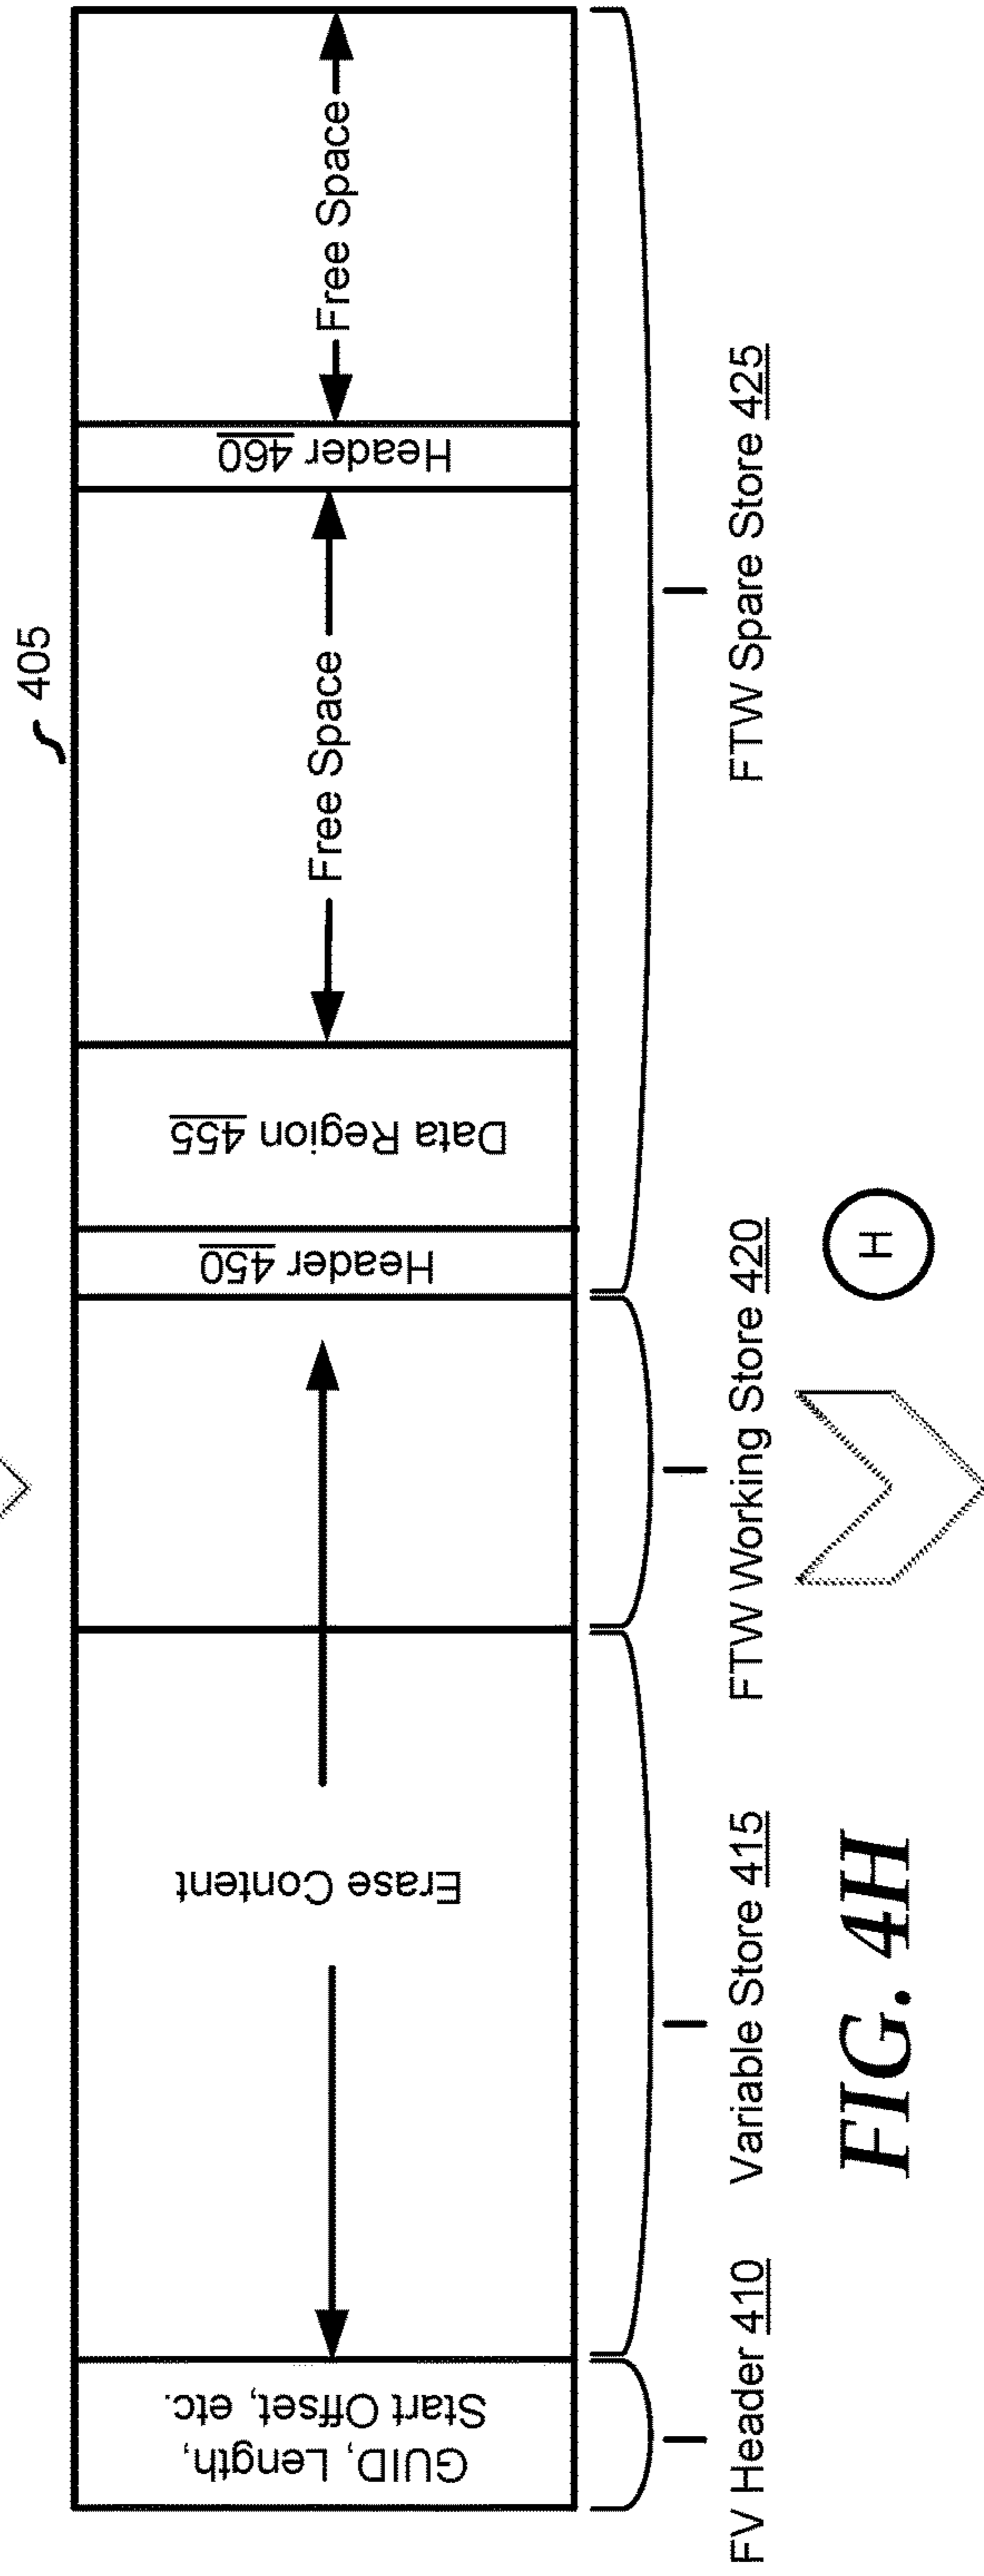 405
GUID, Length,
Start Offset, etc.
Erase Content
Header 450
Data Region 455
Free Space
Header 460
Free Space
FV Header 410
Variable Store 415
FTW Working Store 420
FTW Spare Store 425
FIG. 4H
H